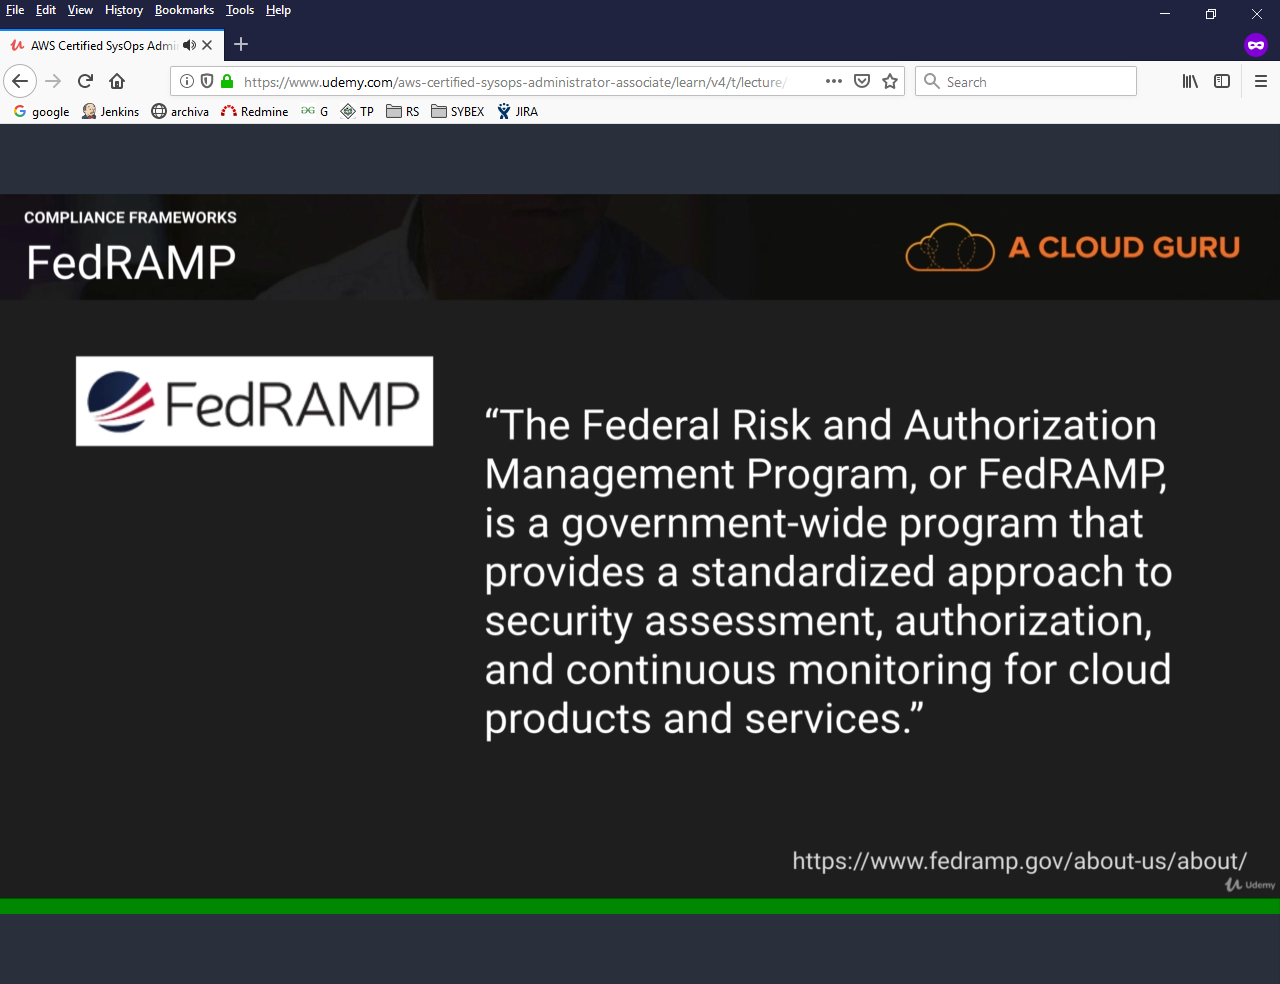 File Edit View History Bookmarks Tools Help
AWS Certified SysOps Admi
https://www.udemy.com/aws-certified-sysops-administrator-associate/learn/v4/t/lecture/
Search
google Jenkins archiva Redmine G TP RS SYBEX JIRA
COMPLIANCE FRAMEWORKS
FedRAMP
A CLOUD GURU
FedRAMP
“The Federal Risk and Authorization
Management Program, or FedRAMP,
is a government-wide program that
provides a standardized approach to
security assessment, authorization,
and continuous monitoring for cloud
products and services.”
https://www.fedramp.gov/about-us/about/
Udemy